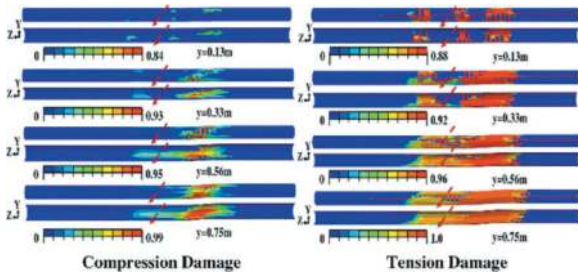 Y
Z
0 0.84 y=0.13m
Y
Z
0 0.93 y=0.33m
Y
Z
0 0.95 y=0.56m
Y
Z
0 0.99 y=0.75m
Compression Damage
Y
Z
0 0.88 y=0.13m
Y
Z
0 0.92 y=0.33m
Y
Z
0 0.96 y=0.56m
Y
Z
0 1.0 y=0.75m
Tension Damage